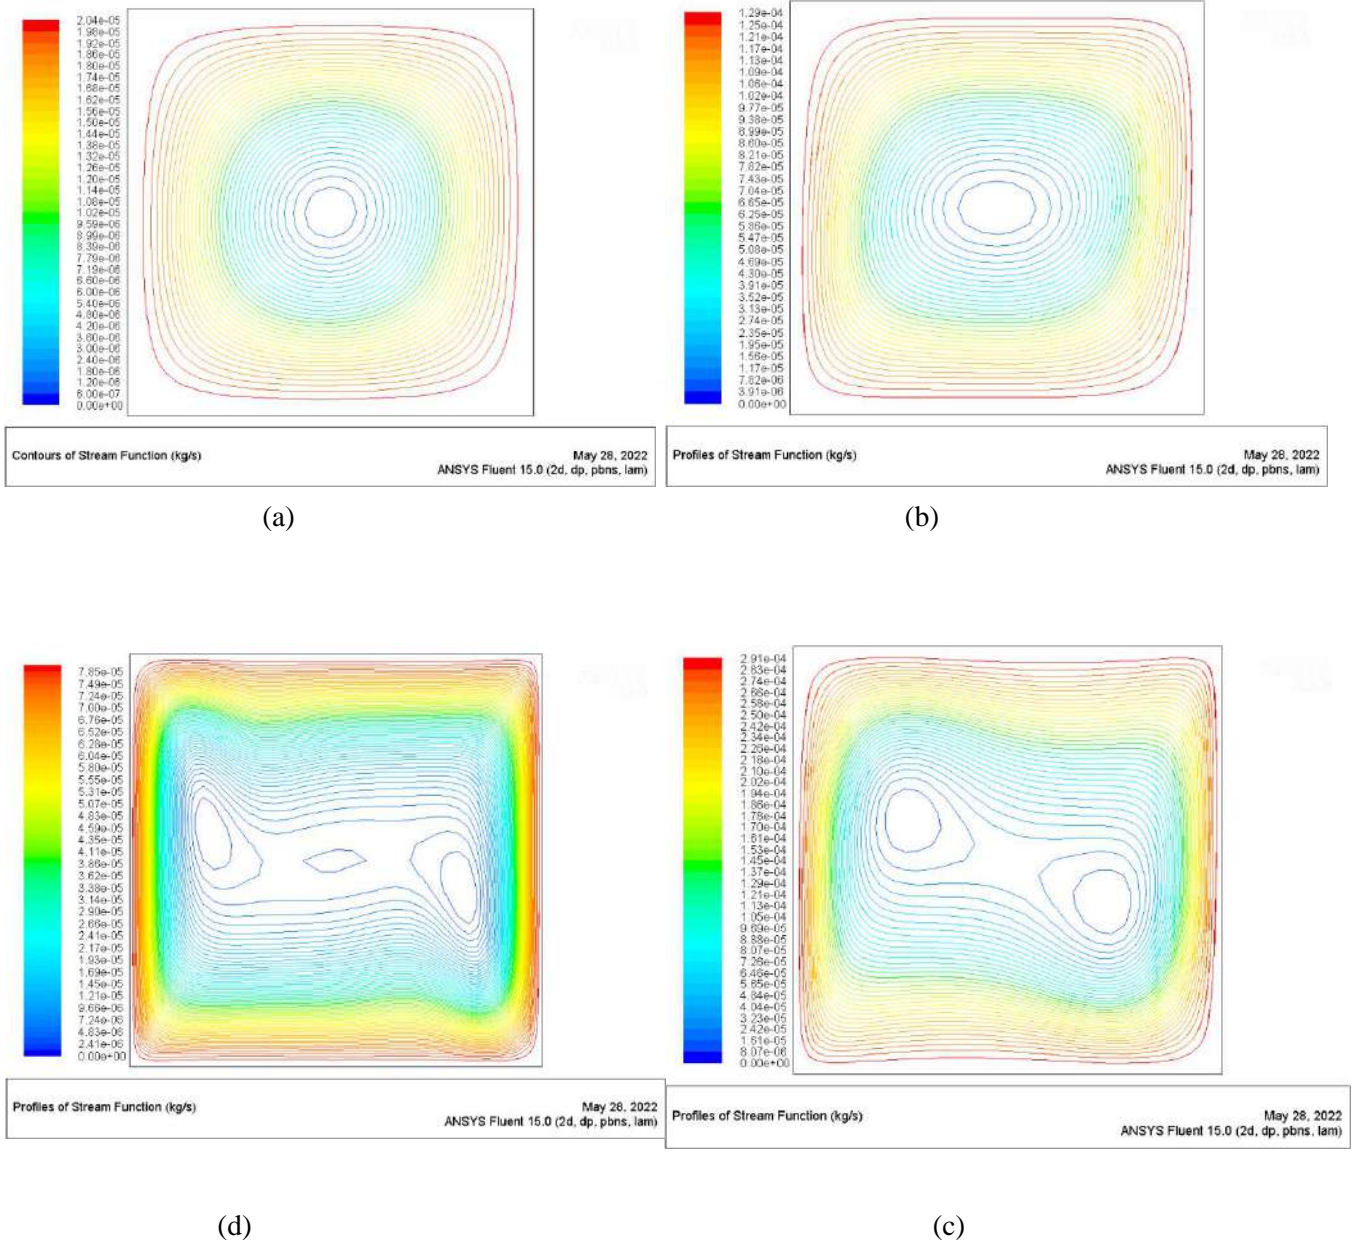 2.04e-05
1.98e-05
1.92e-05
1.86e-05
1.80e-05
1.74e-05
1.68e-05
1.62e-05
1.56e-05
1.50e-05
1.44e-05
1.38e-05
1.32e-05
1.26e-05
1.20e-05
1.14e-05
1.08e-05
1.02e-05
9.59e-06
8.99e-06
8.39e-06
7.79e-06
7.19e-06
6.60e-06
6.00e-06
5.40e-06
4.80e-06
4.20e-06
3.60e-06
3.00e-06
2.40e-06
1.80e-06
1.20e-06
6.00e-07
0.00e+00
Contours of Stream Function (kg/s)
May 28, 2022
ANSYS Fluent 15.0 (2d, dp, pbns, lam)
(a)
1.29e-04
1.25e-04
1.21e-04
1.17e-04
1.13e-04
1.09e-04
1.06e-04
1.02e-04
9.77e-05
9.38e-05
8.99e-05
8.60e-05
8.21e-05
7.82e-05
7.43e-05
7.04e-05
6.65e-05
6.25e-05
5.86e-05
5.47e-05
5.08e-05
4.69e-05
4.30e-05
3.91e-05
3.52e-05
3.13e-05
2.74e-05
2.35e-05
1.95e-05
1.56e-05
1.17e-05
7.82e-06
3.91e-06
0.00e+00
Profiles of Stream Function (kg/s)
May 28, 2022
ANSYS Fluent 15.0 (2d, dp, pbns, lam)
(b)
7.85e-05
7.49e-05
7.24e-05
7.00e-05
6.76e-05
6.52e-05
6.28e-05
6.04e-05
5.80e-05
5.55e-05
5.31e-05
5.07e-05
4.83e-05
4.59e-05
4.35e-05
4.11e-05
3.86e-05
3.62e-05
3.38e-05
3.14e-05
2.90e-05
2.66e-05
2.41e-05
2.17e-05
1.93e-05
1.69e-05
1.45e-05
1.21e-05
9.66e-06
7.24e-06
4.83e-06
2.41e-06
0.00e+00
Profiles of Stream Function (kg/s)
May 28, 2022
ANSYS Fluent 15.0 (2d, dp, pbns, lam)
(d)
2.91e-04
2.83e-04
2.74e-04
2.66e-04
2.58e-04
2.50e-04
2.42e-04
2.34e-04
2.26e-04
2.18e-04
2.10e-04
2.02e-04
1.94e-04
1.86e-04
1.78e-04
1.70e-04
1.61e-04
1.53e-04
1.45e-04
1.37e-04
1.29e-04
1.21e-04
1.13e-04
1.05e-04
9.69e-05
8.88e-05
8.07e-05
7.26e-05
6.46e-05
5.65e-05
4.84e-05
4.04e-05
3.23e-05
2.42e-05
1.61e-05
8.07e-06
0.00e+00
Profiles of Stream Function (kg/s)
May 28, 2022
ANSYS Fluent 15.0 (2d, dp, pbns, lam)
(c)